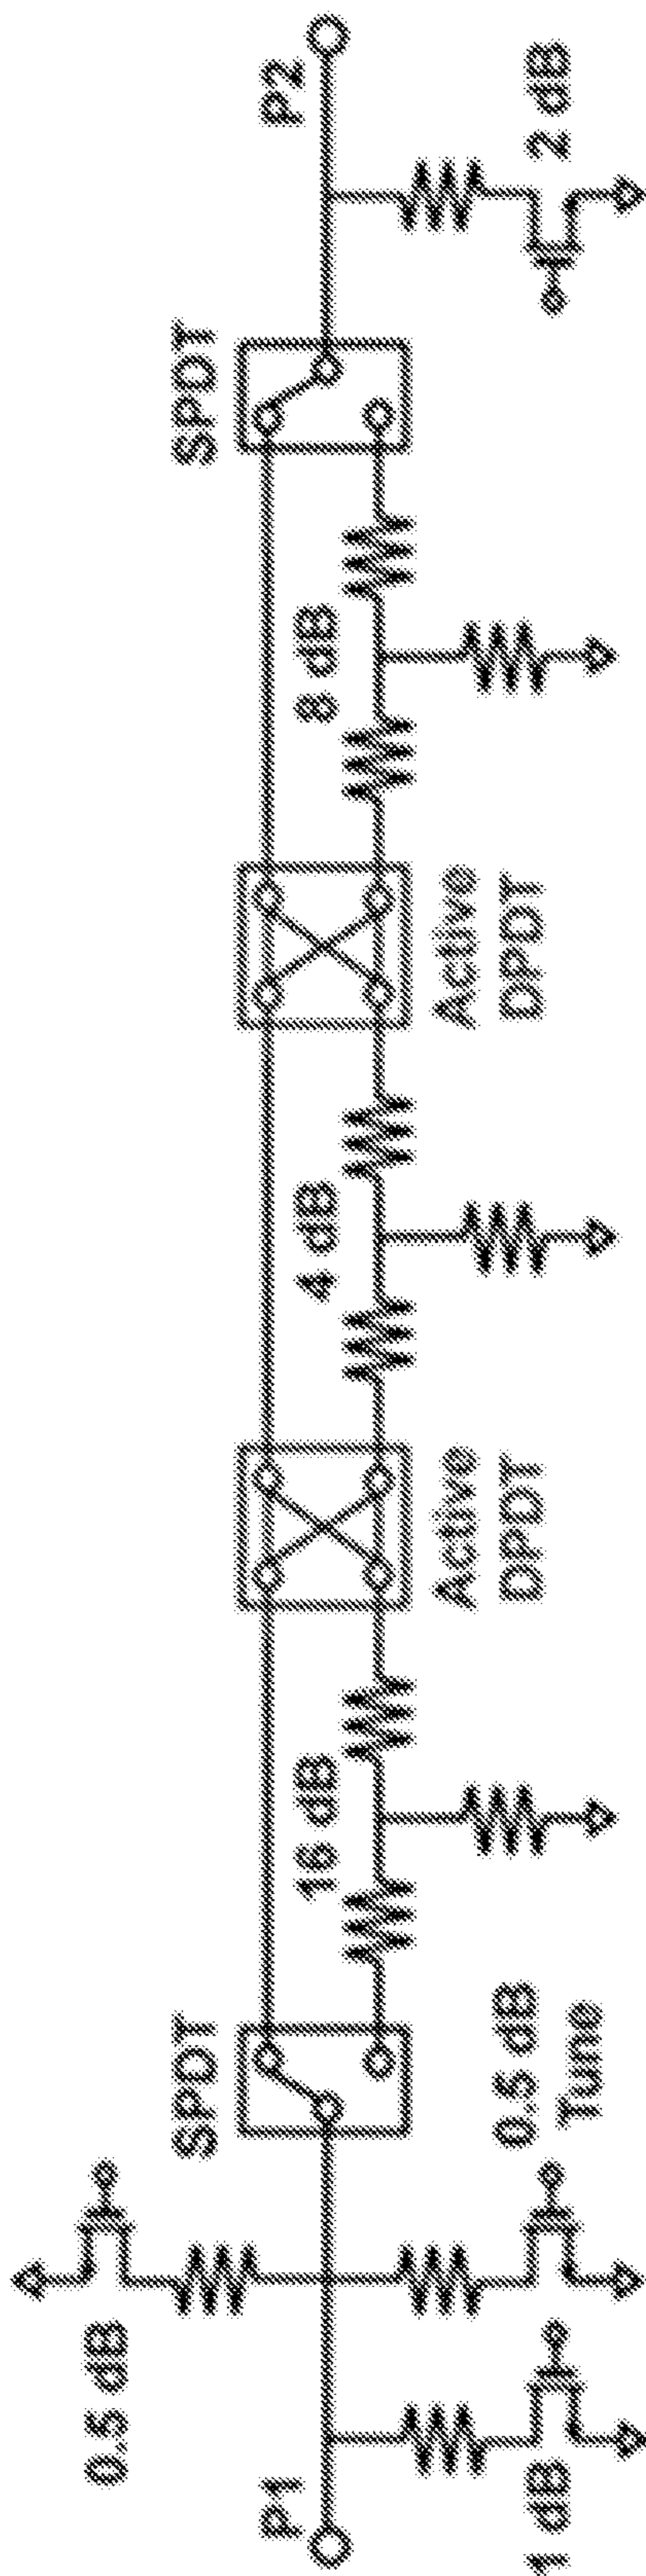 P1
1 dB
0.5 dB
0.5 dB
Tune
SPDT
16 dB
Active
DPDT
4 dB
Active
DPDT
8 dB
SPDT
P2
2 dB